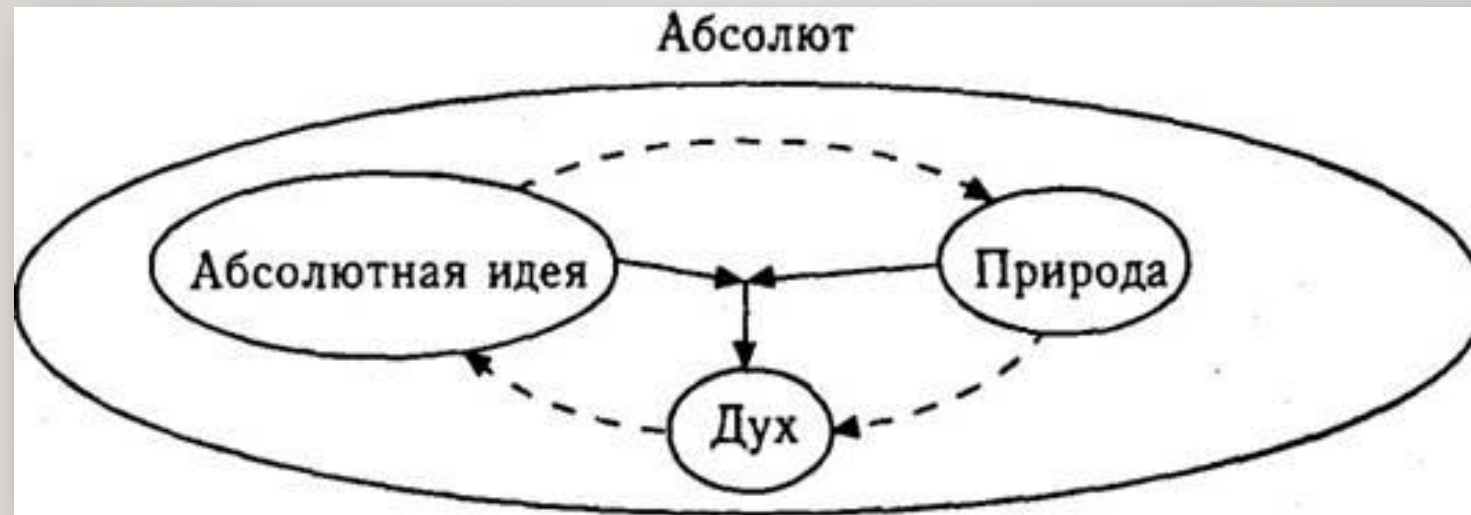 Абсолют
Абсолютная идея
Природа
Дух